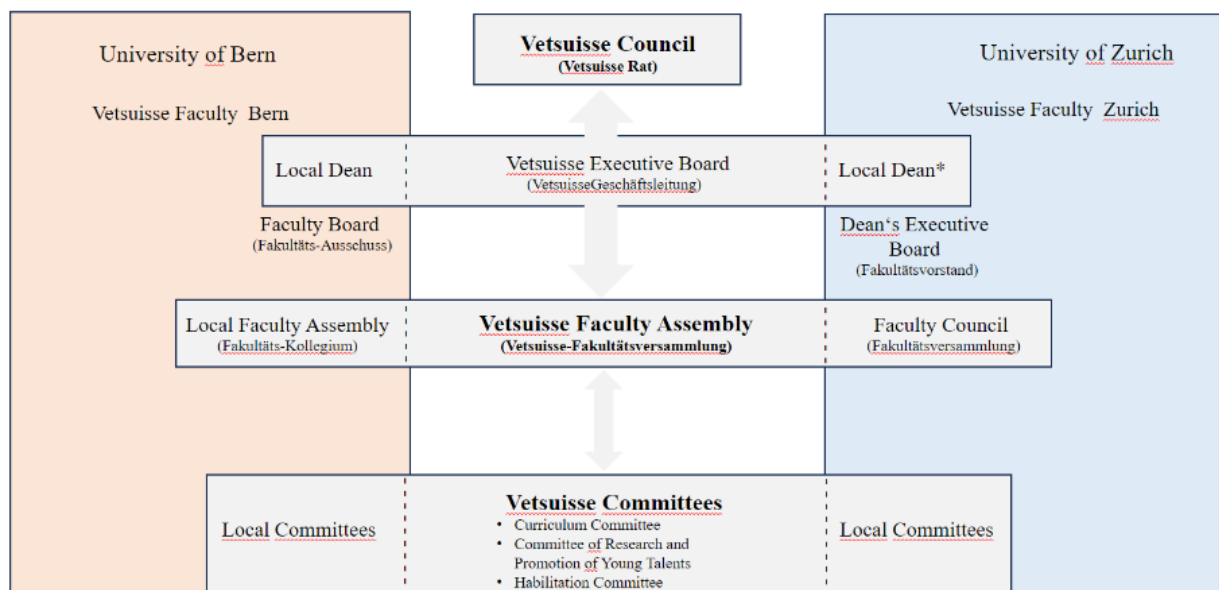 University of Bern
Vetsuisse Faculty Bern
Vetsuisse Council
(Vetsuisse Rat)
University of Zurich
Vetsuisse Faculty Zurich
Local Dean
Vetsuisse Executive Board
(VetsuisseGeschäftsleitung)
Local Dean*
Faculty Board
(Fakultäts-Ausschuss)
Dean‘s Executive
Board
(Fakultätsvorstand)
Local Faculty Assembly
(Fakultäts-Kollegium)
Vetsuisse Faculty Assembly
(Vetsuisse-Fakultätsversammlung)
Faculty Council
(Fakultätsversammlung)
Local Committees
Vetsuisse Committees
• Curriculum Committee
• Committee of Research and
Promotion of Young Talents
• Habilitation Committee
Local Committees